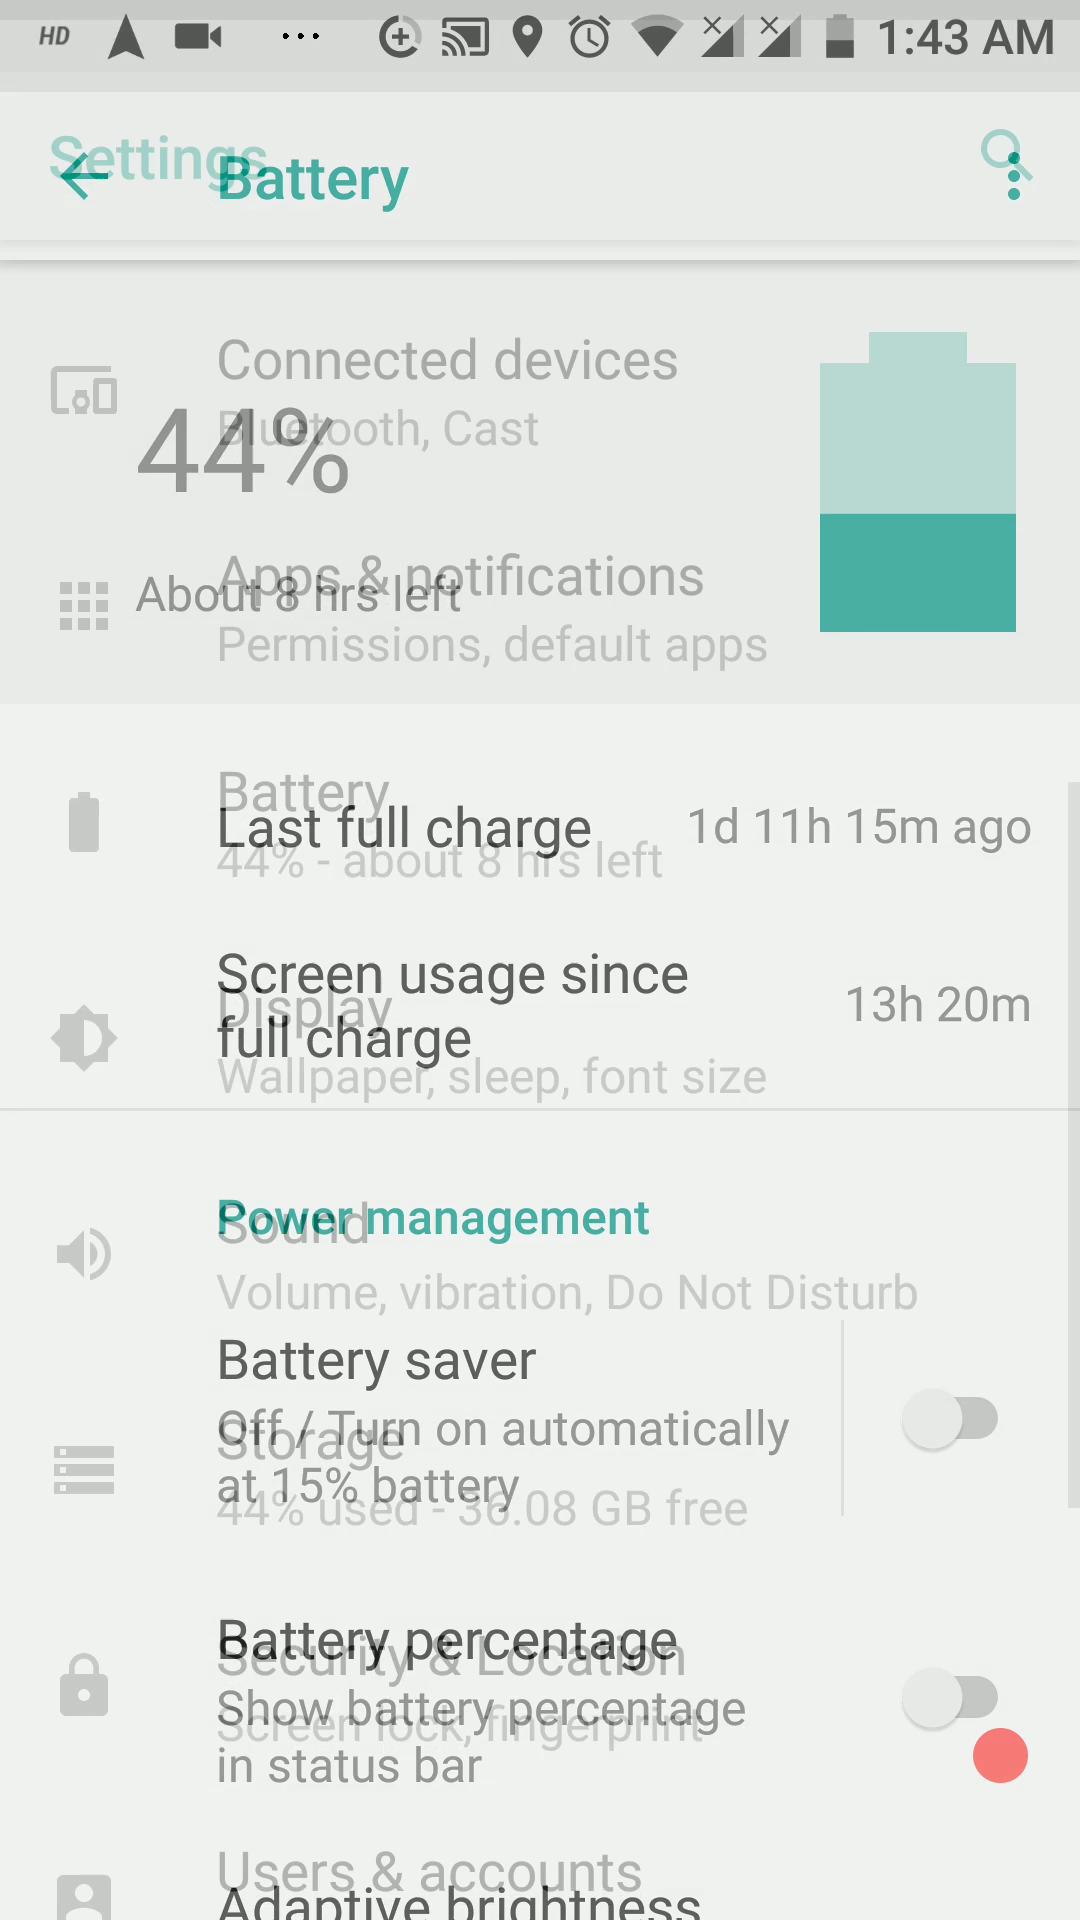 HD 1:43 AM
Settings
Battery
Connected devices
Bluetooth, Cast
44%
Apps & notifications
About 8 hrs left
Permissions, default apps
Battery
Last full charge 1d 11h 15m ago
44% - about 8 hrs left
Screen usage since
full charge
13h 20m
Display
Wallpaper, sleep, font size
Power management
Sound
Volume, vibration, Do Not Disturb
Battery saver
Off / Turn on automatically
at 15% battery
Storage
44% used - 36.08 GB free
Battery percentage
Security & Location
Show battery percentage
in status bar
Screen lock, fingerprint
Users & accounts
Adaptive brightness